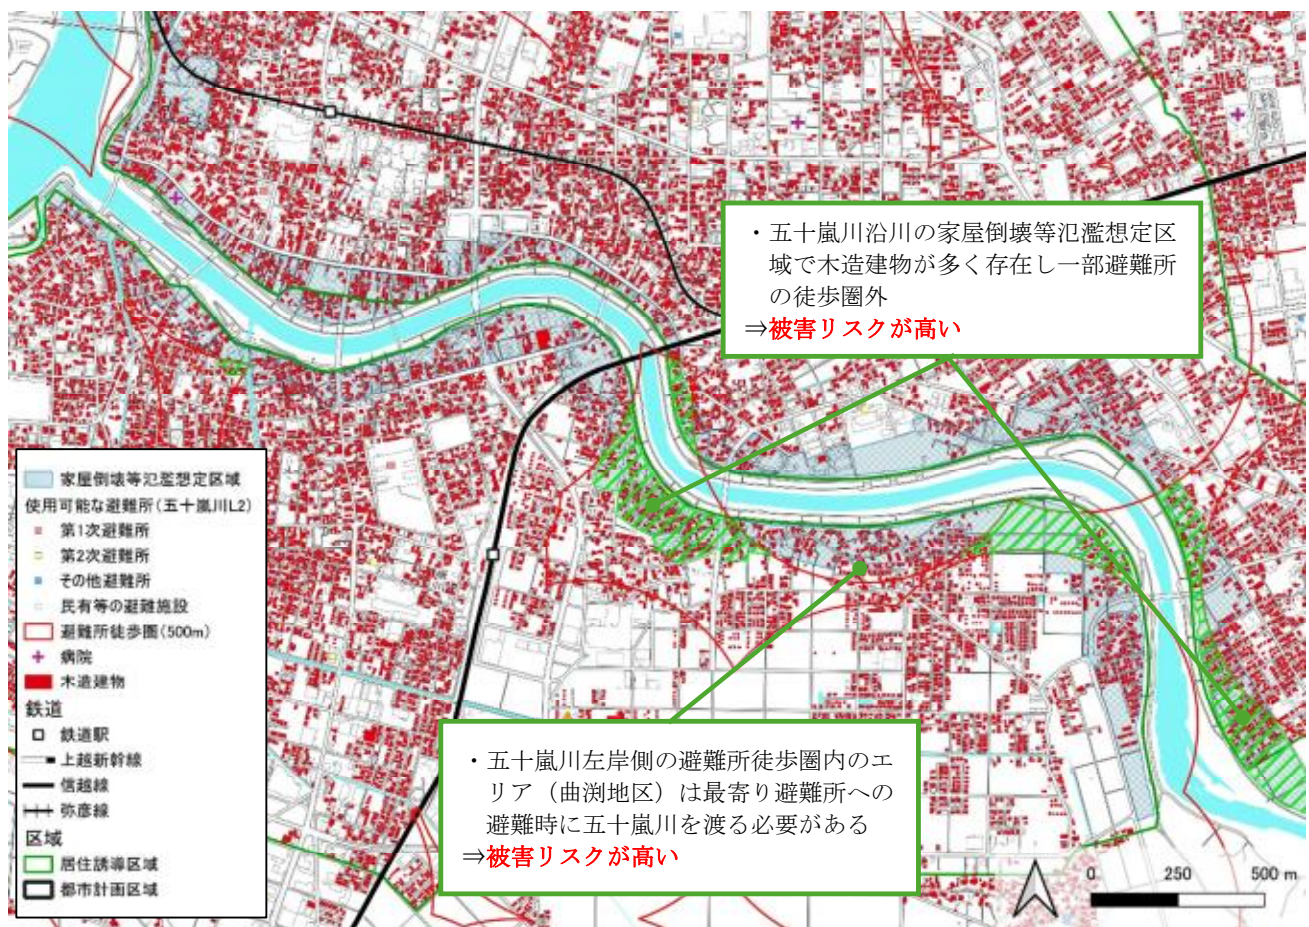 ・五十嵐川沿川の家屋倒壊等氾濫想定区
域で木造建物が多く存在し一部避難所
の徒歩圏外
⇒被害リスクが高い
家屋倒壊等氾濫想定区域
使用可能な避難所(五十嵐川L2)
第1次避難所
第2次避難所
その他避難所
民有等の避難施設
避難所徒歩圏(500m)
病院
木造建物
鉄道
鉄道駅
上越新幹線
信越線
弥彦線
区域
居住誘導区域
都市計画区域
・五十嵐川左岸側の避難所徒歩圏内のエ
リア（曲渕地区）は最寄り避難所への
避難時に五十嵐川を渡る必要がある
⇒被害リスクが高い
0 250 500 m